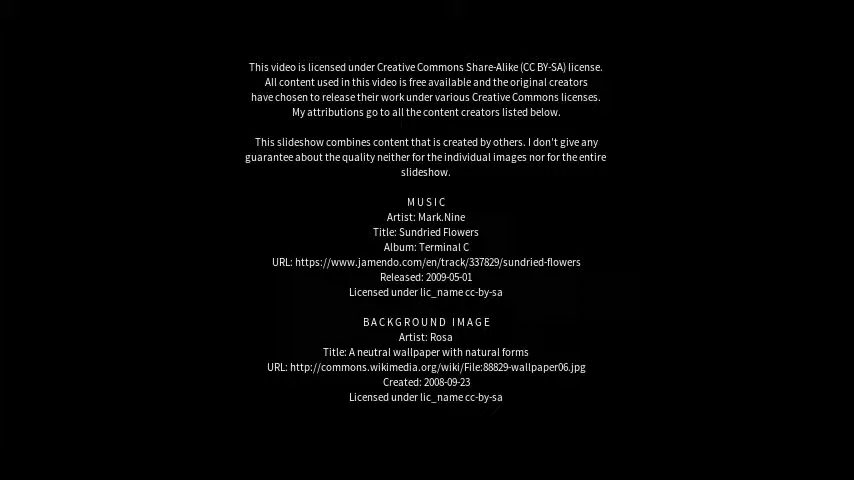 This video is licensed under Creative Commons Share-Alike (CC BY-SA) license.
All content used in this video is free available and the original creators
have chosen to release their work under various Creative Commons licenses.
My attributions go to all the content creators listed below.
This slideshow combines content that is created by others. I don't give any
guarantee about the quality neither for the individual images nor for the entire
slideshow.
MUSIC
Artist: Mark.Nine
Title: Sundried Flowers
Album: Terminal C
URL: https://www.jamendo.com/en/track/337829/sundried-flowers
Released: 2009-05-01
Licensed under lic_name cc-by-sa
BACKGROUND IMAGE
Artist: Rosa
Title: A neutral wallpaper with natural forms
URL: http://commons.wikimedia.org/wiki/File:88829-wallpaper06.jpg
Created: 2008-09-23
Licensed under lic_name cc-by-sa